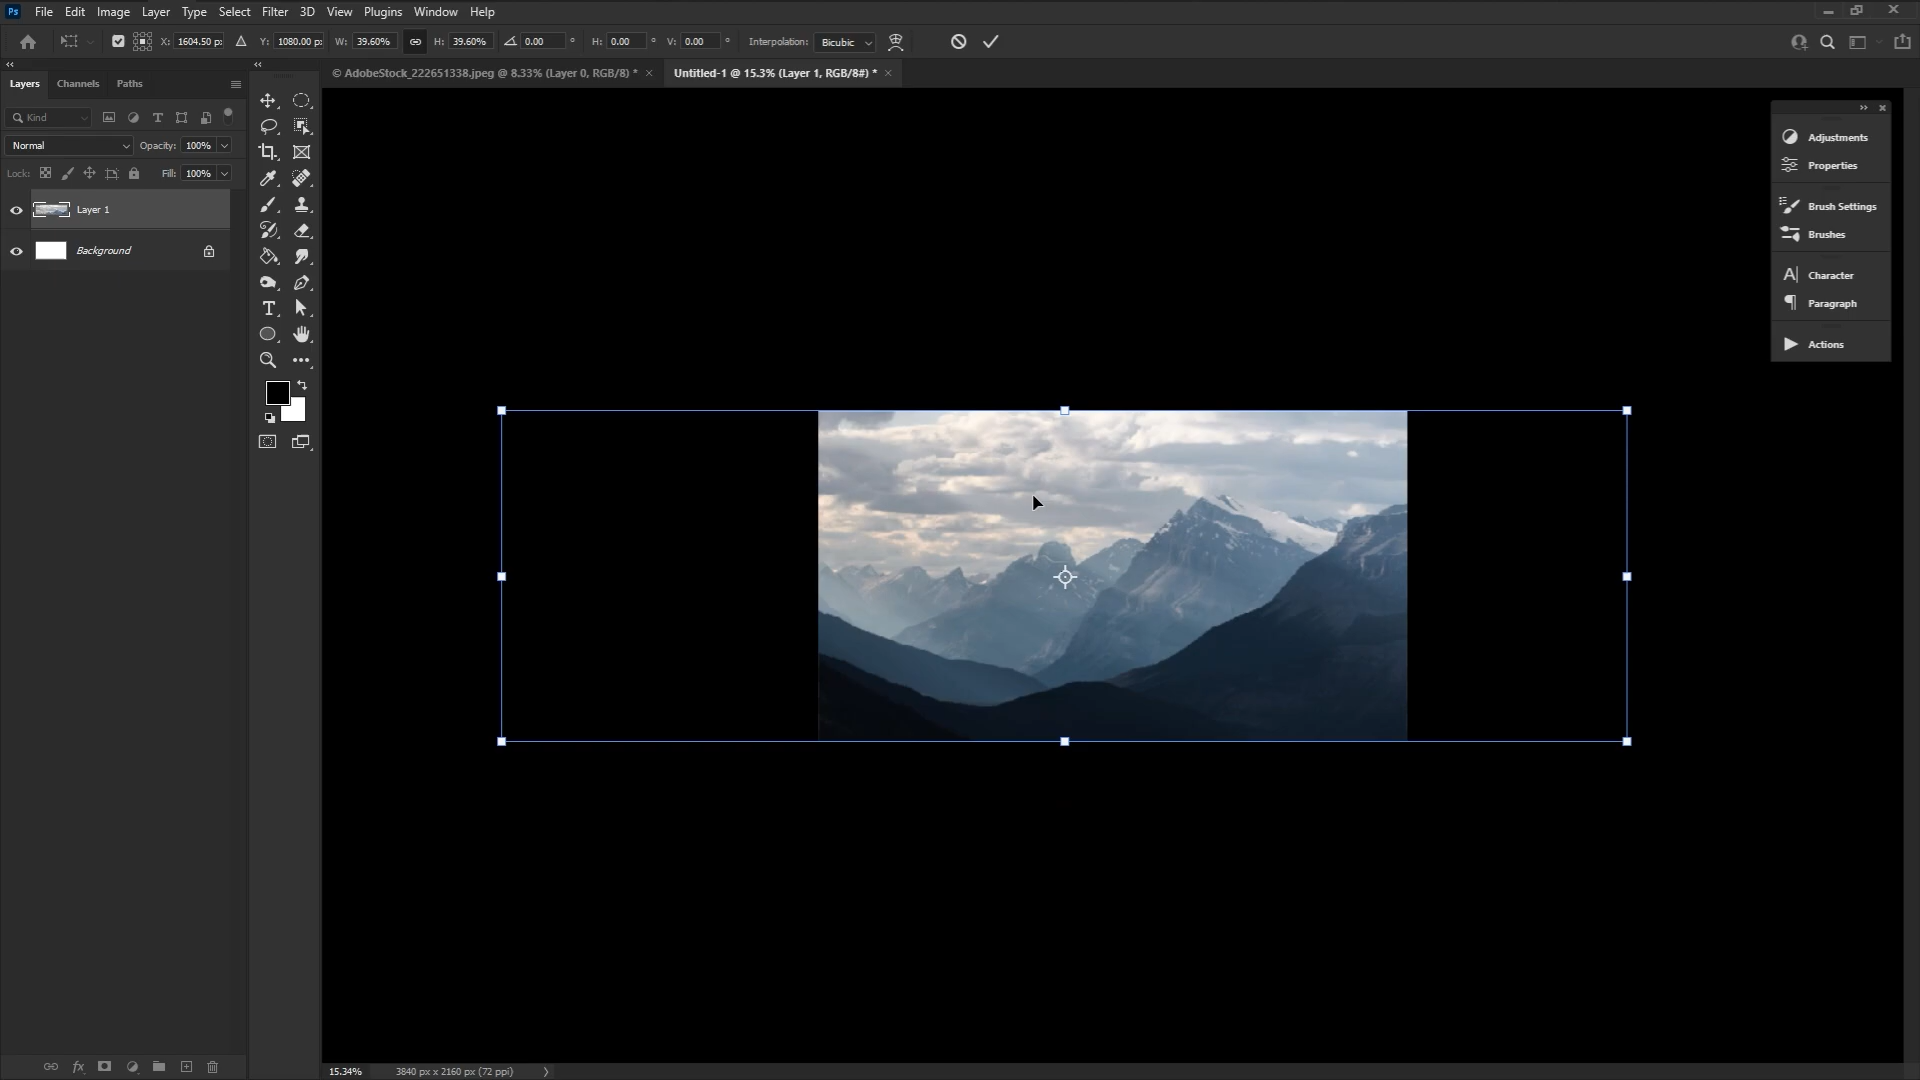 Ps File Edit Image Layer Type Select Filter 3D View Plugins Window Help
X: 1604.50 p Y: 1080.00 p W: 39.60% H: 39.60% 0.00 ° H: 0.00 ° V: 0.00 ° Interpolation: Bicubic
Layers Channels Paths
© AdobeStock_222651338.jpeg @ 8.33% (Layer 0, RGB/8) * × Untitled-1 @ 15.3% (Layer 1, RGB/8#) * ×
Kind
Normal Opacity: 100%
Lock: Fill: 100%
Layer 1
Background
Adjustments
Properties
Brush Settings
Brushes
Character
Paragraph
Actions
15.34% 3840 px x 2160 px (72 ppi)